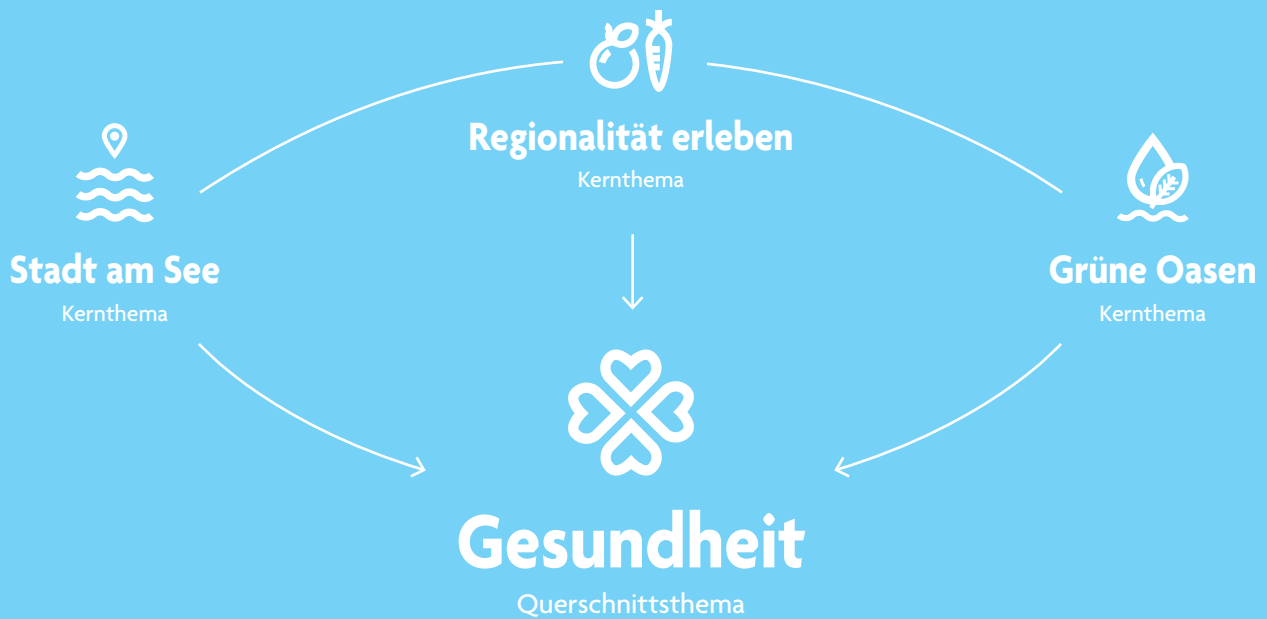 Regionalität erleben
Kernthema
Stadt am See
Kernthema
Grüne Oasen
Kernthema
Gesundheit
Querschnittsthema